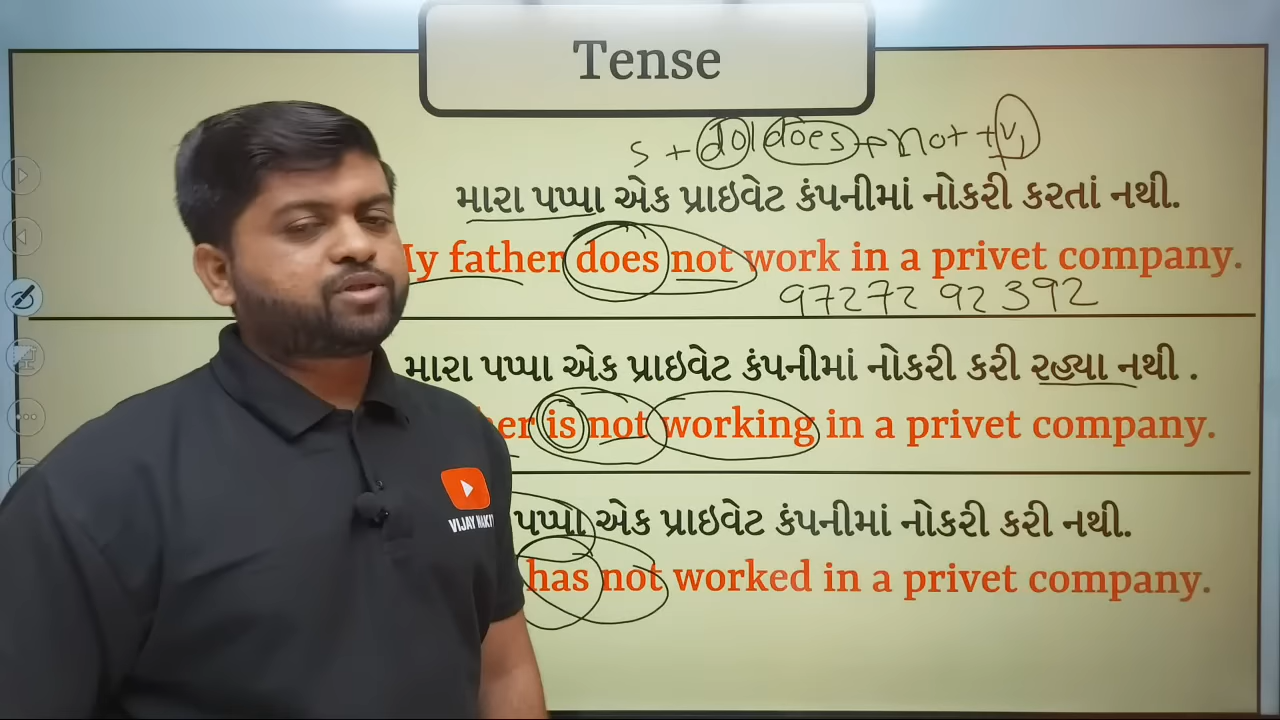 Tense
s + do/does + not + v1
મારા પપ્પા એક પ્રાઇવેટ કંપનીમાં નોકરી કરતાં નથી.
My father does not work in a privet company.
97272 92392
મારા પપ્પા એક પ્રાઇવેટ કંપનીમાં નોકરી કરી રહ્યા નથી .
is not working in a privet company.
પપ્પા એક પ્રાઇવેટ કંપનીમાં નોકરી કરી નથી.
has not worked in a privet company.
VIJAY